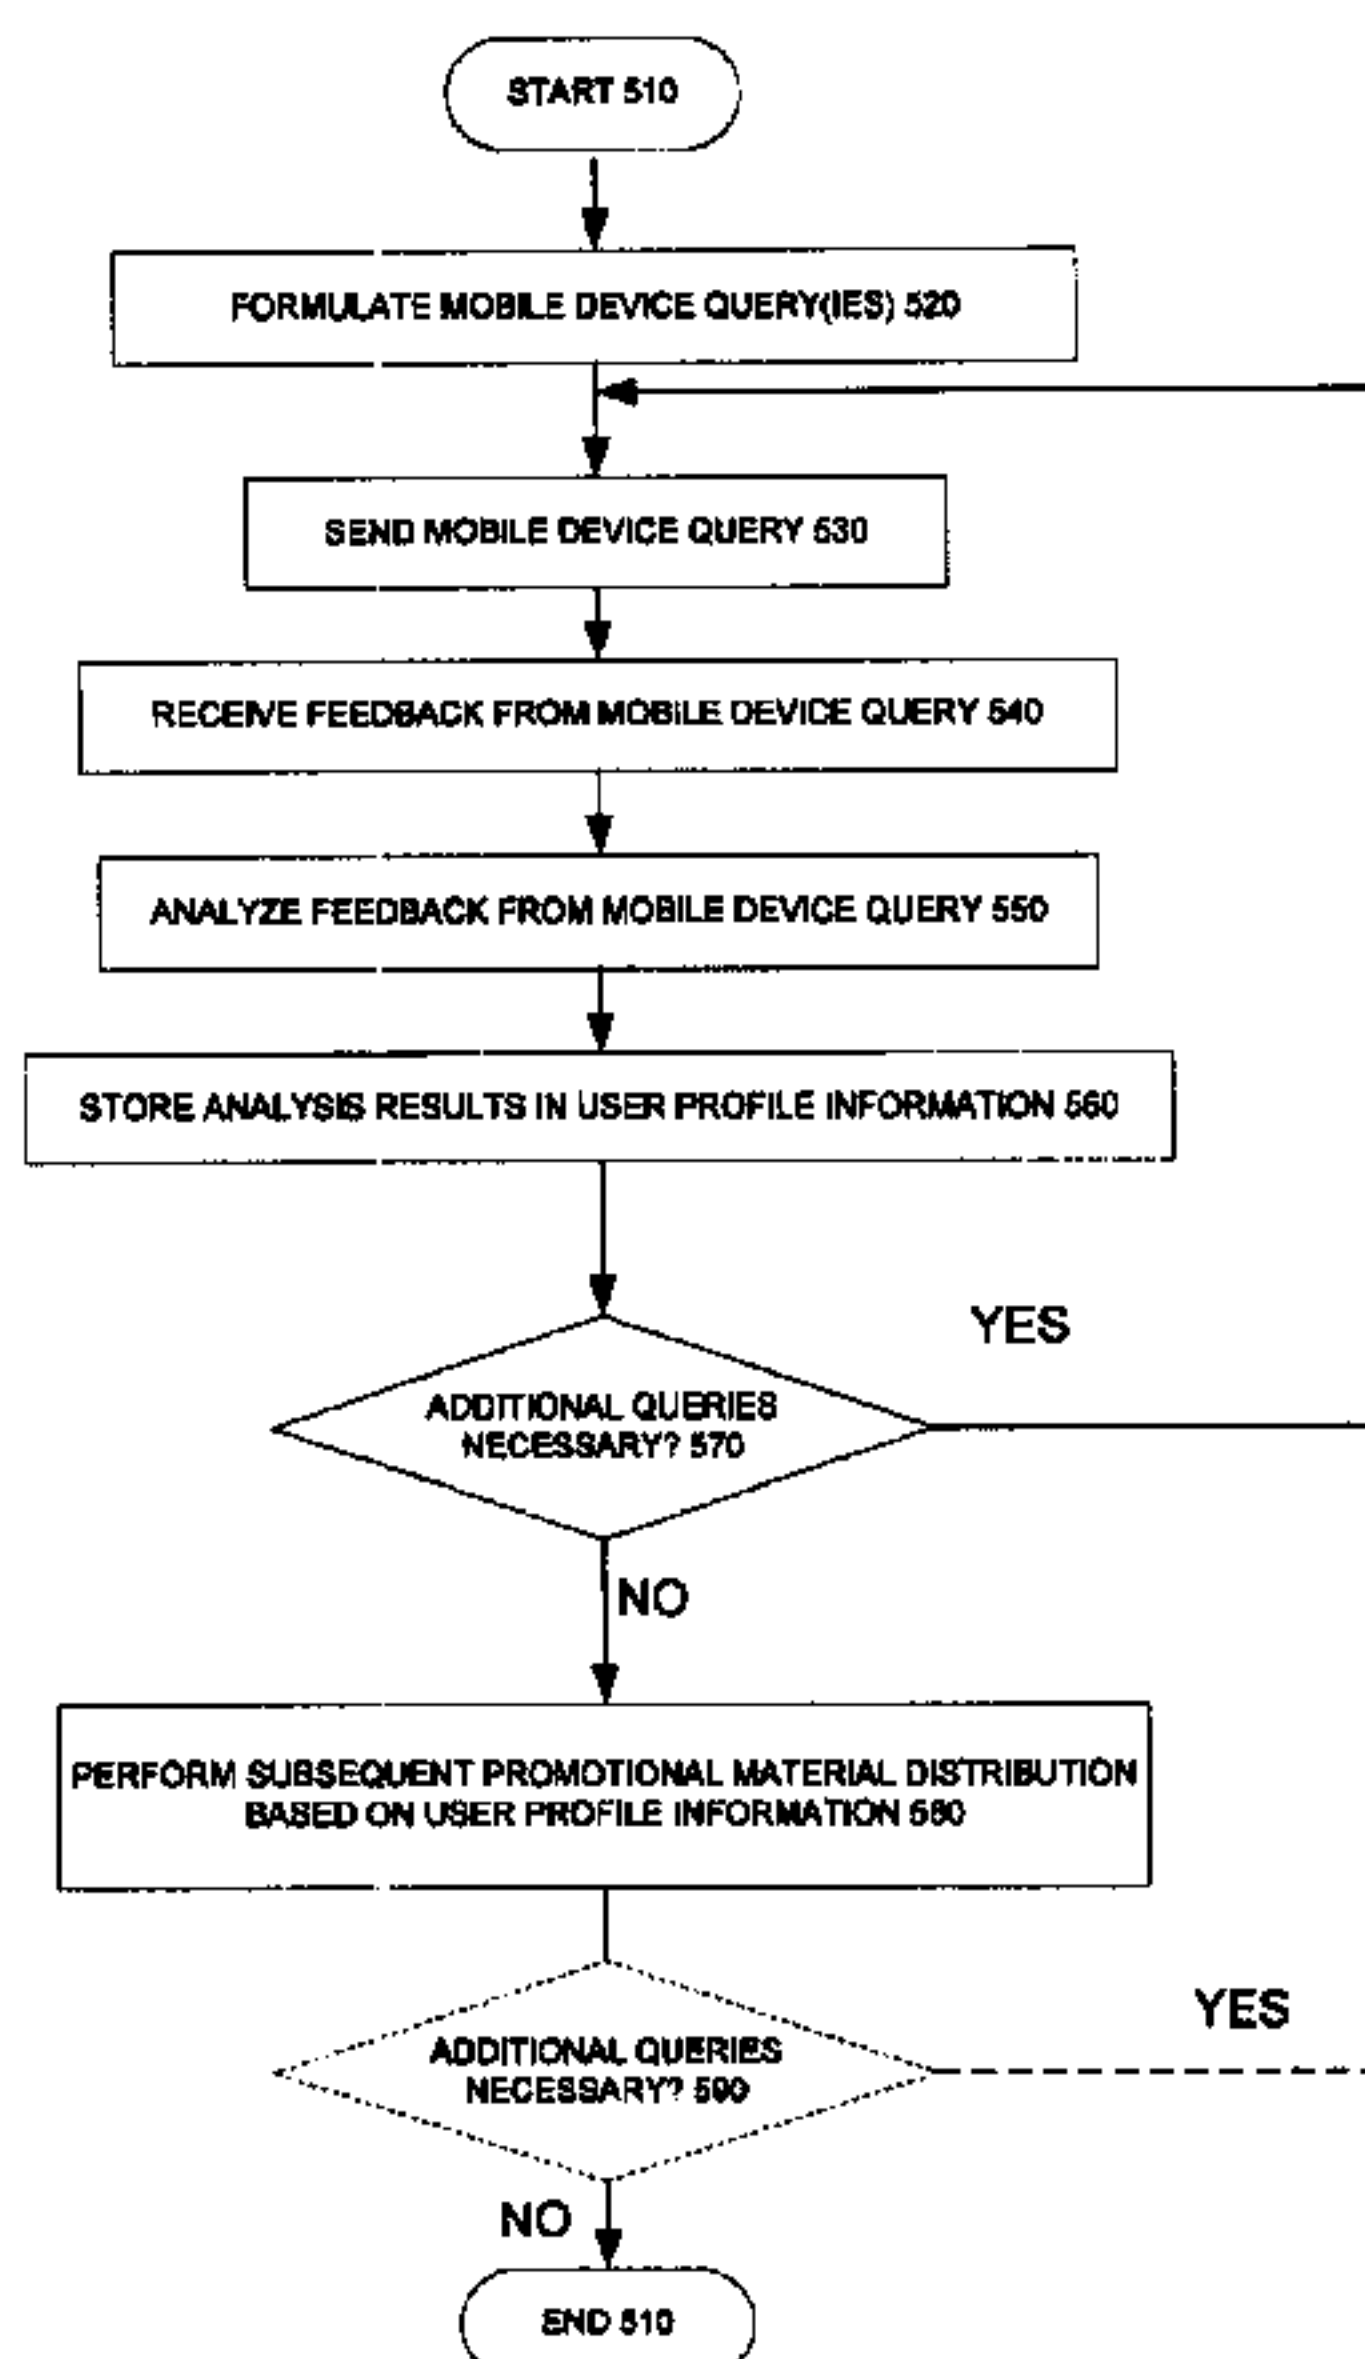 START 510
FORMULATE MOBILE DEVICE QUERY(IES) 520
SEND MOBILE DEVICE QUERY 530
RECEIVE FEEDBACK FROM MOBILE DEVICE QUERY 540
ANALYZE FEEDBACK FROM MOBILE DEVICE QUERY 550
STORE ANALYSIS RESULTS IN USER PROFILE INFORMATION 560
YES
ADDITIONAL QUERIES
NECESSARY? 570
NO
PERFORM SUBSEQUENT PROMOTIONAL MATERIAL DISTRIBUTION
BASED ON USER PROFILE INFORMATION 580
YES
ADDITIONAL QUERIES
NECESSARY? 590
NO
END 510